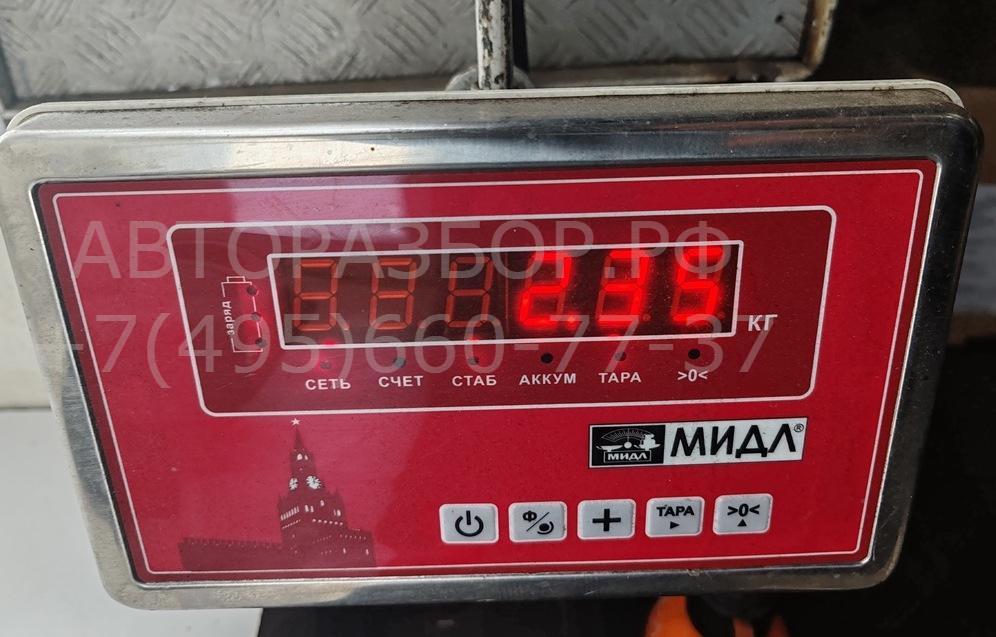 АВТОРАЗБОР.РФ
+7(495)660-77-37
заряд
2.35 КГ
СЕТЬ СЧЕТ СТАБ АККУМ ТАРА >0<
МИДЛ МИДЛ®
Ф/ + ТАРА >0<